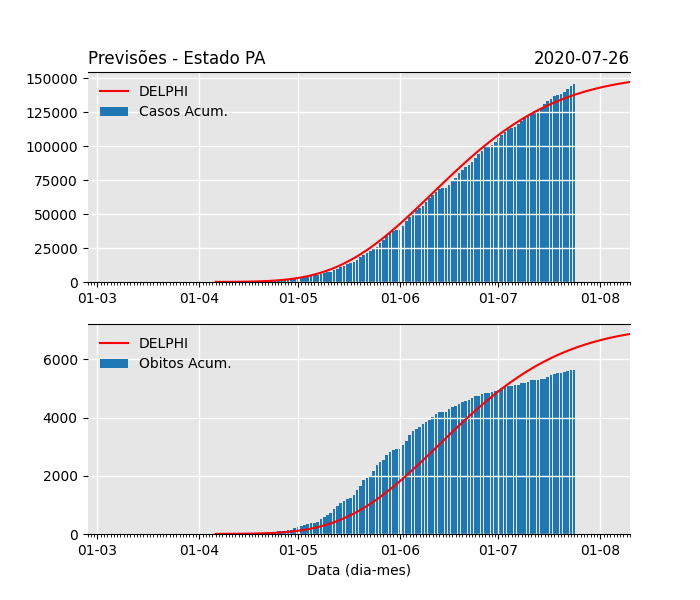 Previsões - Estado PA 2020-07-26
150000
125000
100000
75000
50000
25000
0
DELPHI
Casos Acum.
01-03 01-04 01-05 01-06 01-07 01-08
6000
4000
2000
0
DELPHI
Obitos Acum.
01-03 01-04 01-05 01-06 01-07 01-08
Data (dia-mes)